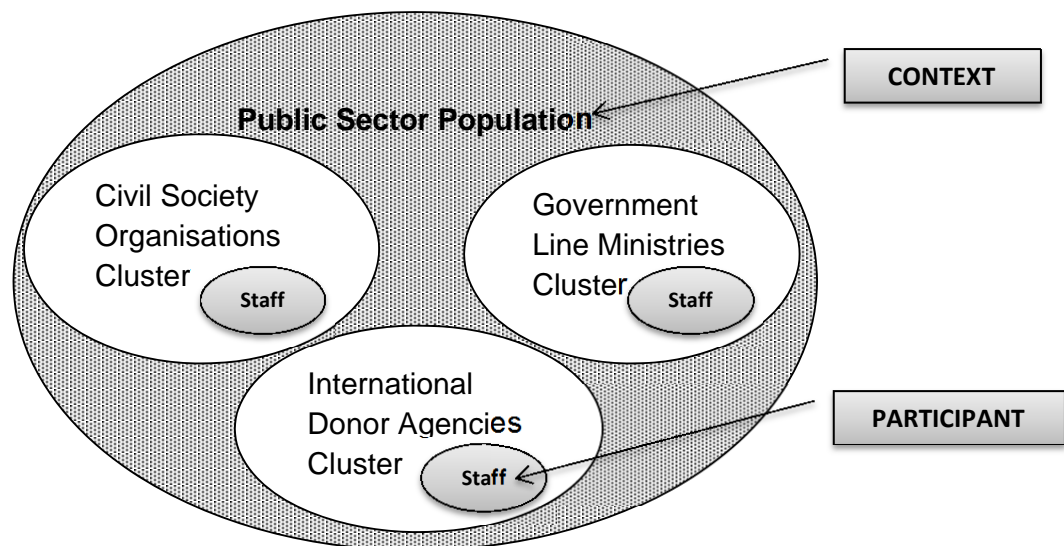 CONTEXT
Public Sector Population
Civil Society
Organisations
Cluster
Staff
Government
Line Ministries
Cluster
Staff
International
Donor Agencies
Cluster
Staff
PARTICIPANT